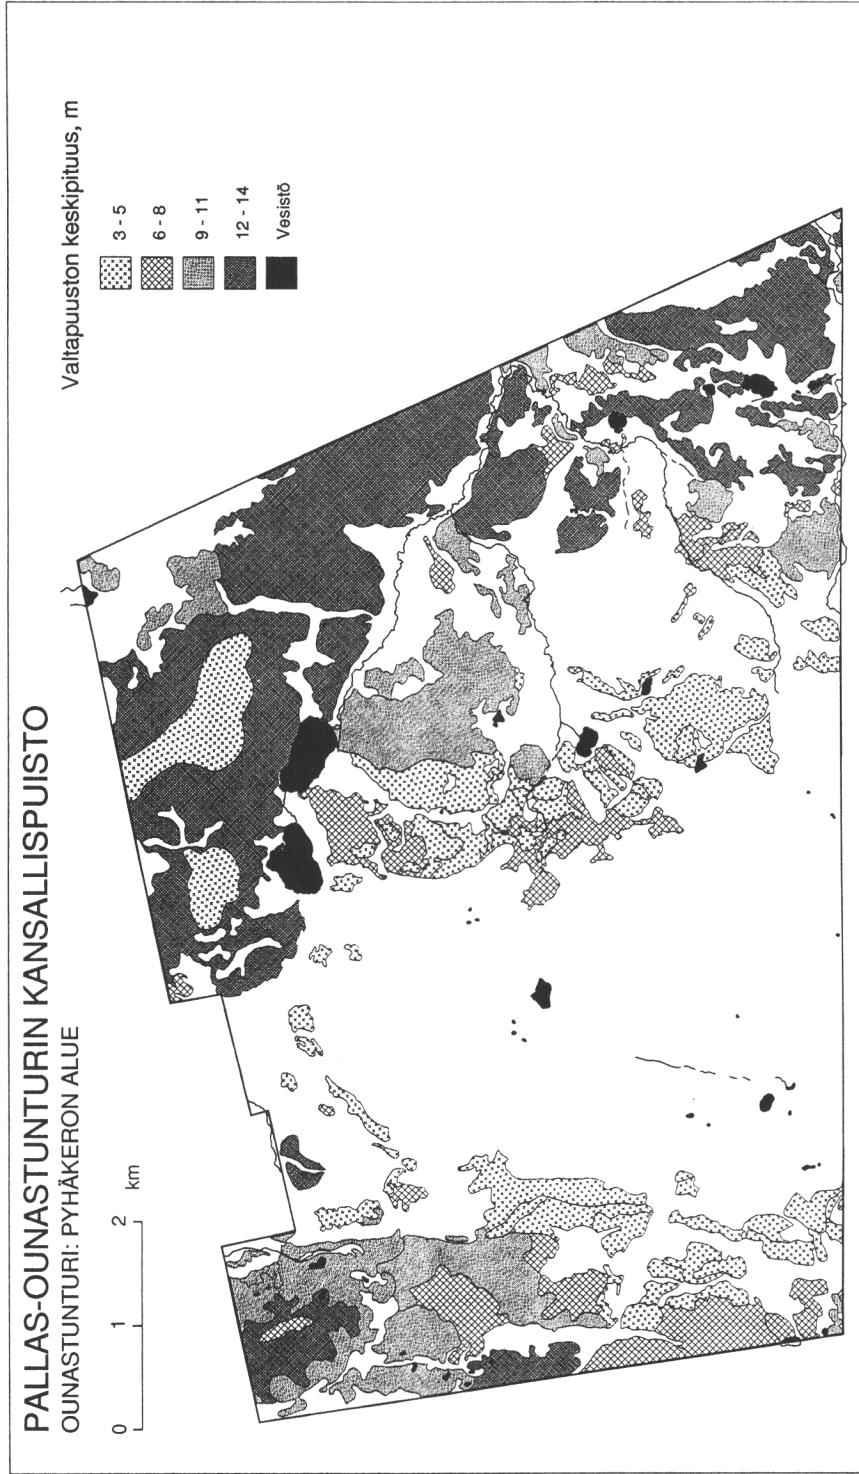 PALLAS-OUNASTUNTURIN KANSALLISPUISTO
OUNASTUNTURI: PYHÄKERON ALUE
0 1 2 km
Valtapuuston keskipituus, m
3 - 5
6 - 8
9 - 11
12 - 14
Vesistö